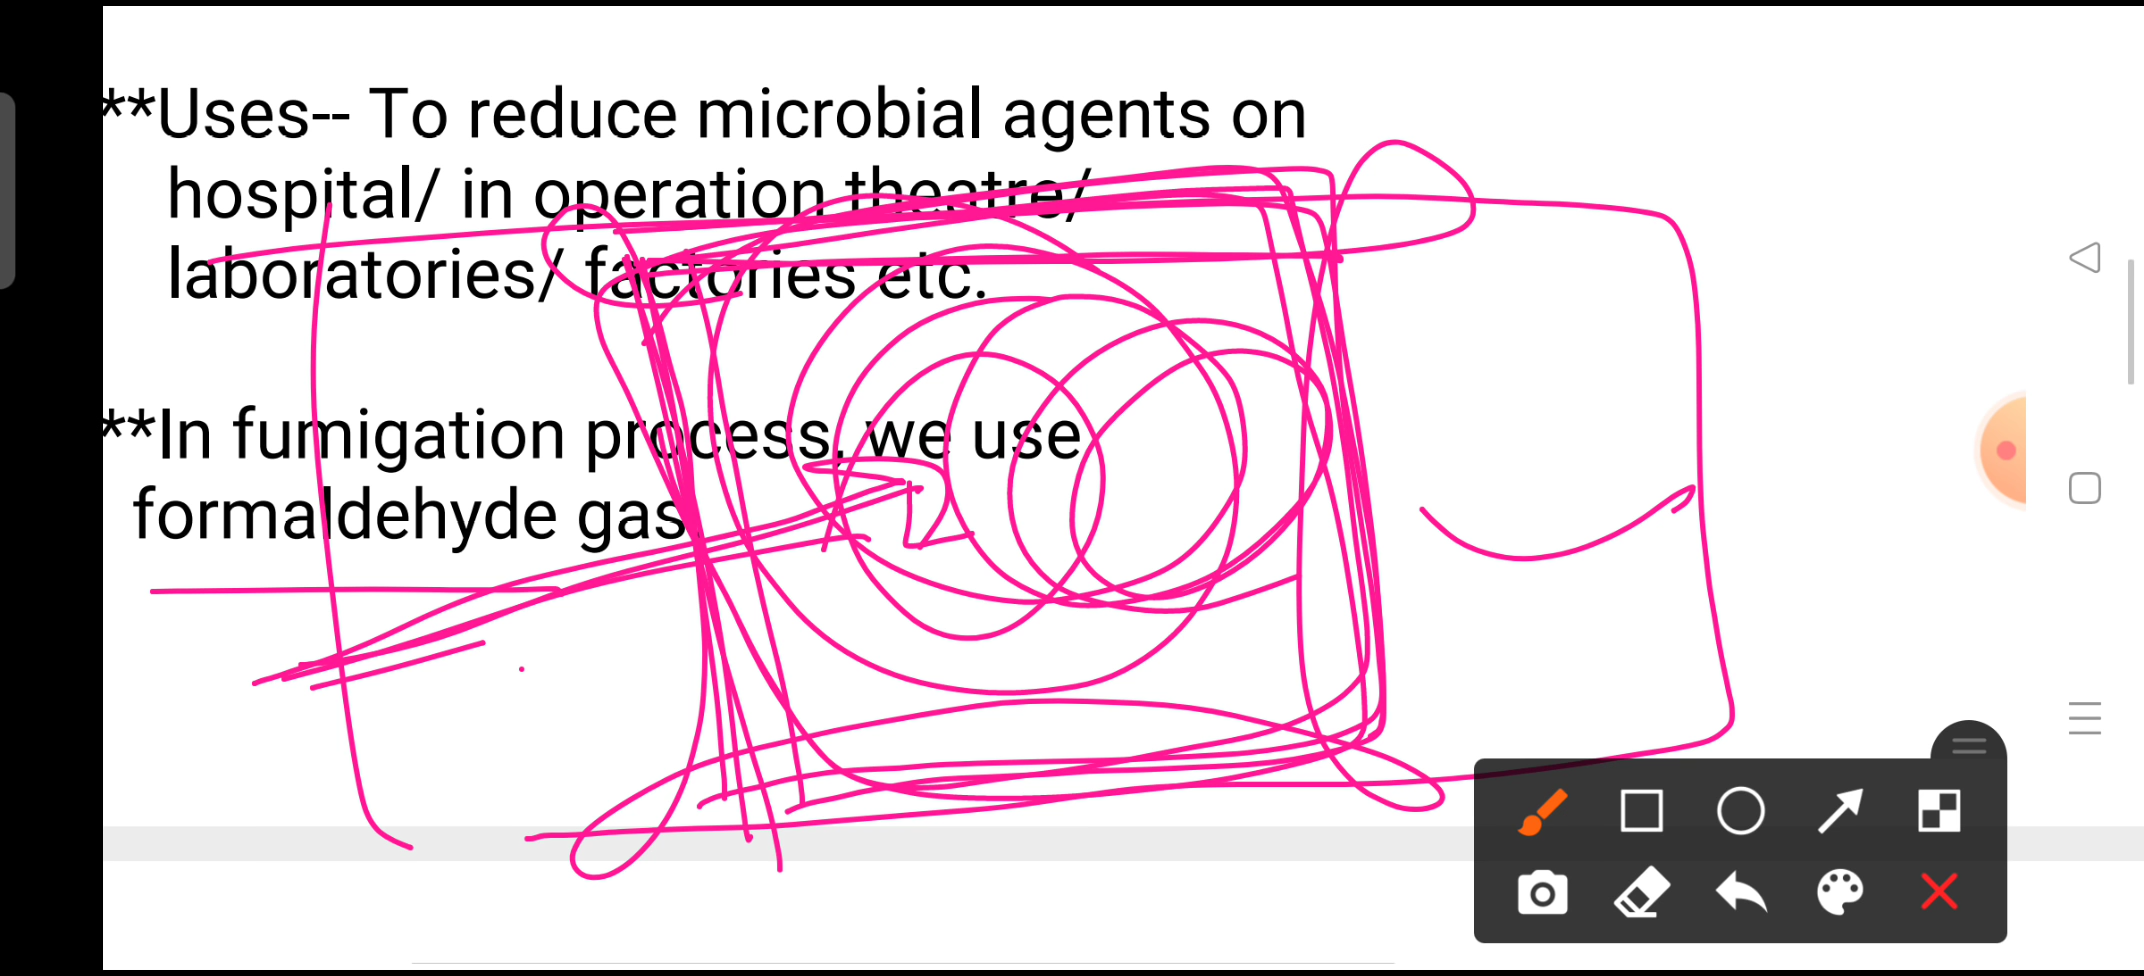 **Uses-- To reduce microbial agents on
hospital/ in operation theatre/
laboratories/ factories etc.
**In fumigation process, we use
formaldehyde gas